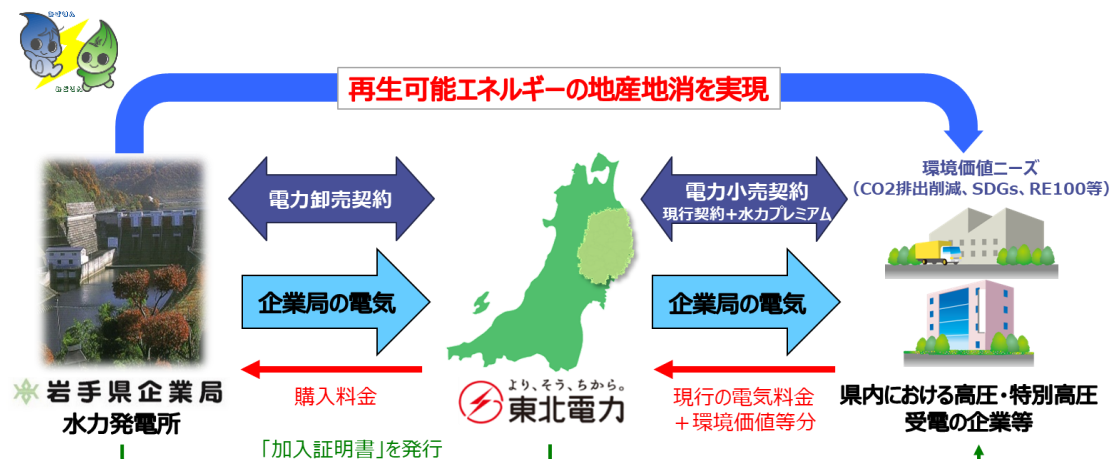 再生可能エネルギーの地産地消を実現
環境価値ニーズ
（CO2排出削減、SDGs、RE100等）
電力卸売契約
電力小売契約
現行契約＋水力プレミアム
企業局の電気
企業局の電気
購入料金
現行の電気料金
＋環境価値等分
岩手県企業局
水力発電所
より、そう、ちから。
東北電力
県内における高圧・特別高圧
受電の企業等
「加入証明書」を発行